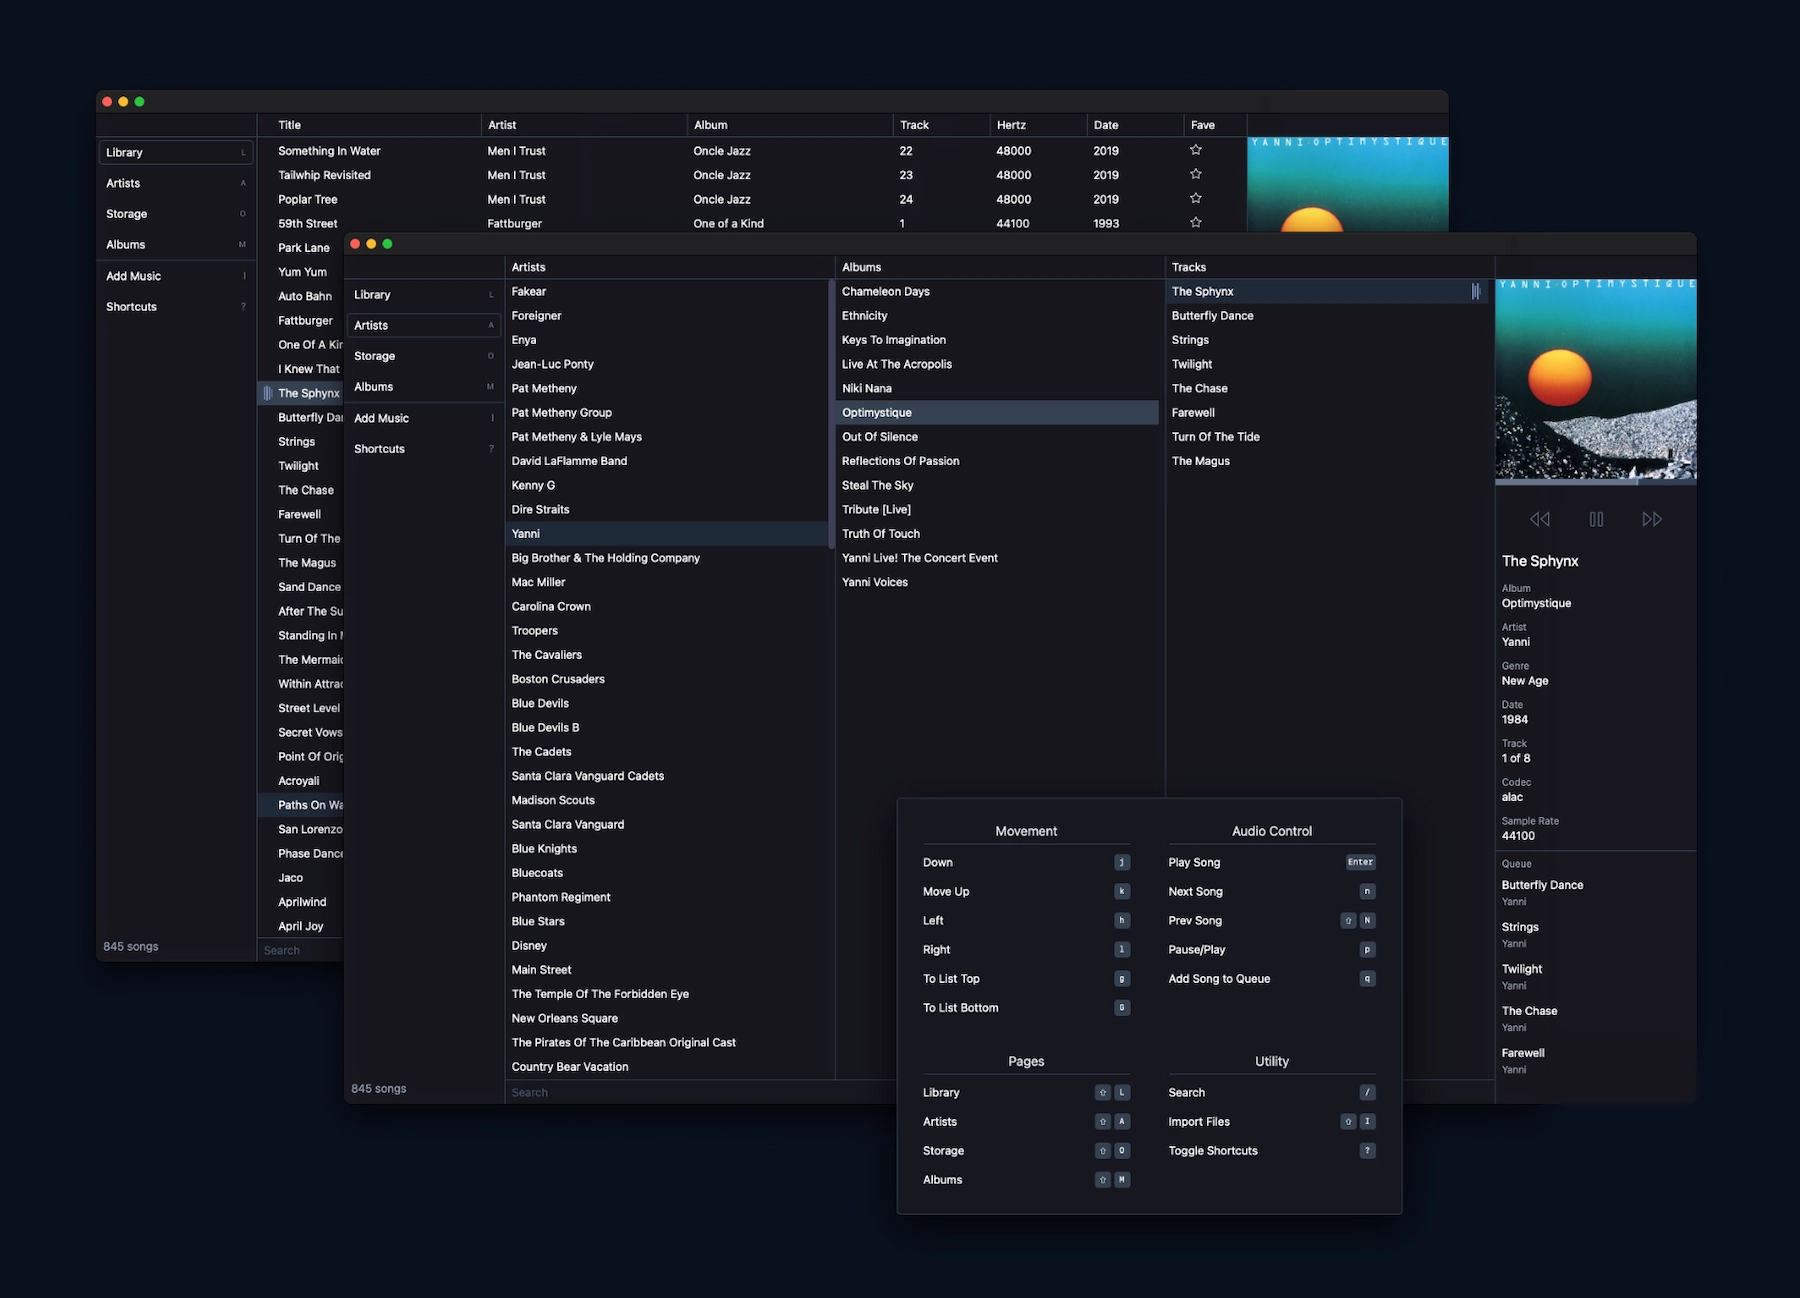 Title Artist Album Track Hertz Date Fave
Library L
Artists A
Storage O
Albums M
Add Music I
Shortcuts ?
845 songs
Something In Water Men I Trust Oncle Jazz 22 48000 2019
Tailwhip Revisited Men I Trust Oncle Jazz 23 48000 2019
Poplar Tree Men I Trust Oncle Jazz 24 48000 2019
59th Street Fattburger One of a Kind 1 44100 1993
Park Lane
Yum Yum
Auto Bahn
Fattburger
One Of A Kin
I Knew That
The Sphynx
Butterfly Dan
Strings
Twilight
The Chase
Farewell
Turn Of The
The Magus
Sand Dance
After The Su
Standing In M
The Mermaid
Within Attrac
Street Level
Secret Vows
Point Of Orig
Acroyali
Paths On Wa
San Lorenzo
Phase Dance
Jaco
Aprilwind
April Joy
Search
YANNI·OPTIMYSTIQUE
Library L
Artists A
Storage O
Albums M
Add Music I
Shortcuts ?
845 songs
Artists
Fakear
Foreigner
Enya
Jean-Luc Ponty
Pat Metheny
Pat Metheny Group
Pat Metheny & Lyle Mays
David LaFlamme Band
Kenny G
Dire Straits
Yanni
Big Brother & The Holding Company
Mac Miller
Carolina Crown
Troopers
The Cavaliers
Boston Crusaders
Blue Devils
Blue Devils B
The Cadets
Santa Clara Vanguard Cadets
Madison Scouts
Santa Clara Vanguard
Blue Knights
Bluecoats
Phantom Regiment
Blue Stars
Disney
Main Street
The Temple Of The Forbidden Eye
New Orleans Square
The Pirates Of The Caribbean Original Cast
Country Bear Vacation
Search
Albums
Chameleon Days
Ethnicity
Keys To Imagination
Live At The Acropolis
Niki Nana
Optimystique
Out Of Silence
Reflections Of Passion
Steal The Sky
Tribute [Live]
Truth Of Touch
Yanni Live! The Concert Event
Yanni Voices
Tracks
The Sphynx
Butterfly Dance
Strings
Twilight
The Chase
Farewell
Turn Of The Tide
The Magus
YANNI·OPTIMYSTIQUE
The Sphynx
Album
Optimystique
Artist
Yanni
Genre
New Age
Date
1984
Track
1 of 8
Codec
alac
Sample Rate
44100
Queue
Butterfly Dance
Yanni
Strings
Yanni
Twilight
Yanni
The Chase
Yanni
Farewell
Yanni
Movement
Down j
Move Up k
Left h
Right l
To List Top g
To List Bottom G
Audio Control
Play Song Enter
Next Song n
Prev Song ⇧ N
Pause/Play p
Add Song to Queue q
Pages
Library ⇧ L
Artists ⇧ A
Storage ⇧ O
Albums ⇧ M
Utility
Search /
Import Files ⇧ I
Toggle Shortcuts ?